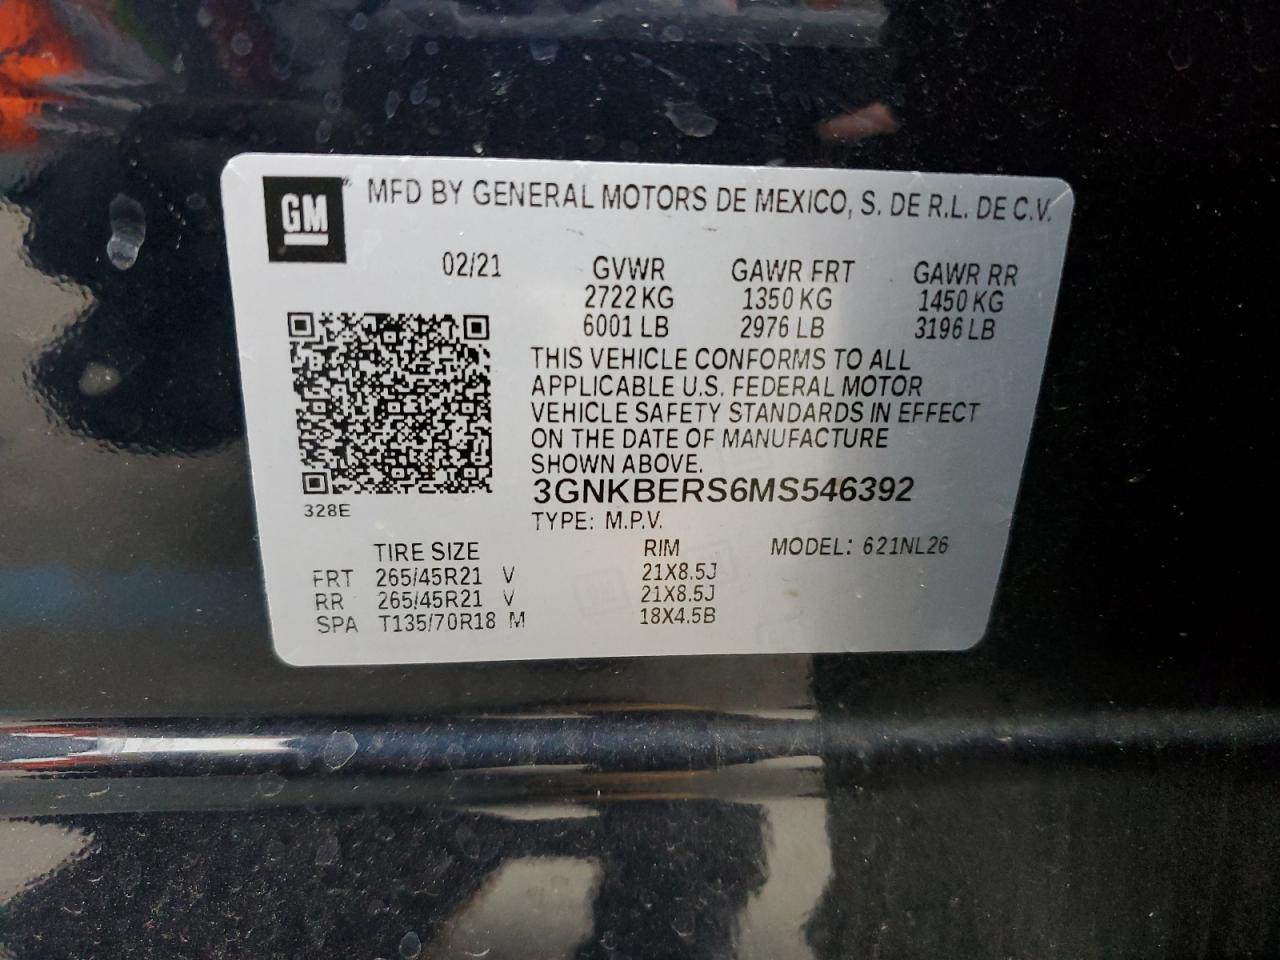 GM MFD BY GENERAL MOTORS DE MEXICO, S. DE R.L. DE C.V.
02/21 GVWR GAWR FRT GAWR RR
2722 KG 1350 KG 1450 KG
6001 LB 2976 LB 3196 LB
THIS VEHICLE CONFORMS TO ALL
APPLICABLE U.S. FEDERAL MOTOR
VEHICLE SAFETY STANDARDS IN EFFECT
ON THE DATE OF MANUFACTURE
SHOWN ABOVE.
3GNKBERS6MS546392
328E
TYPE: M.P.V.
TIRE SIZE RIM MODEL: 621NL26
FRT 265/45R21 V 21X8.5J
RR 265/45R21 V 21X8.5J
SPA T135/70R18 M 18X4.5B